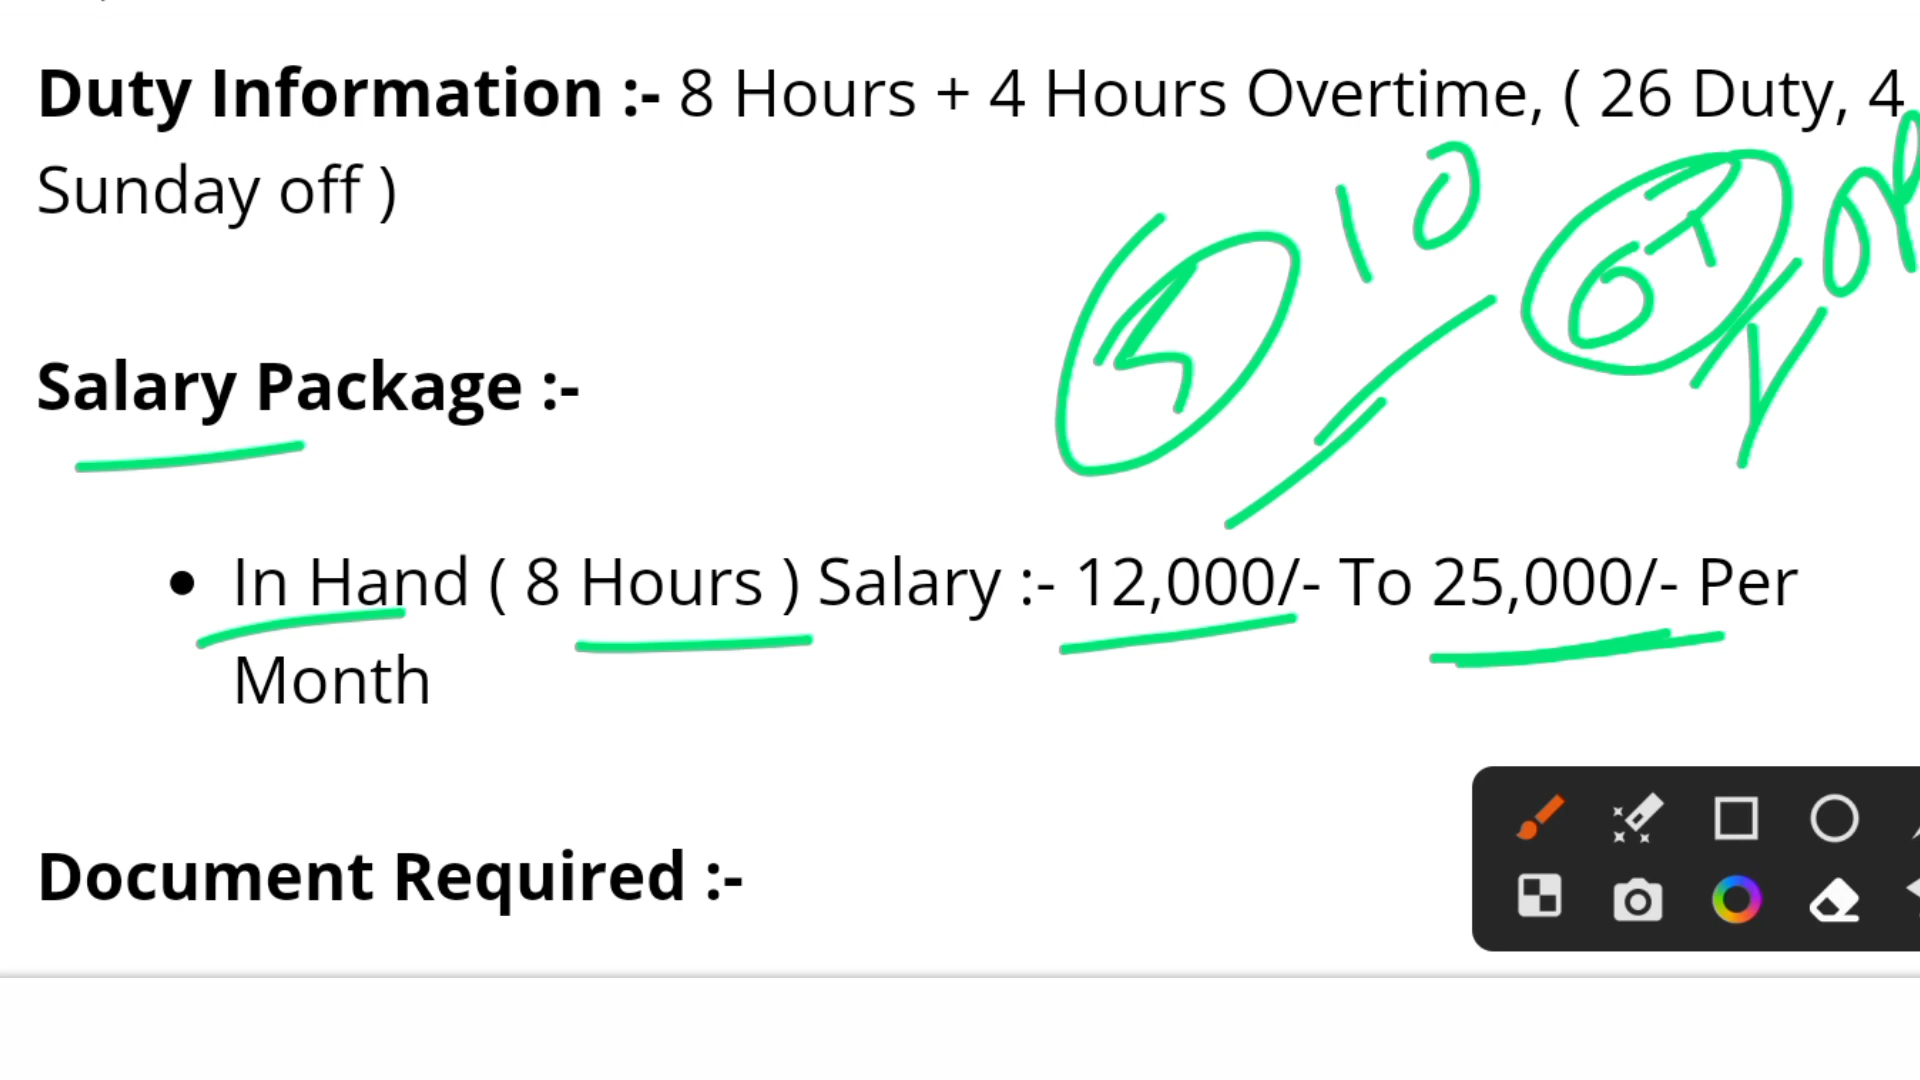 Duty Information :- 8 Hours + 4 Hours Overtime, ( 26 Duty, 4
Sunday off )
10
Salary Package :-
In Hand ( 8 Hours ) Salary :- 12,000/- To 25,000/- Per
Month
Document Required :-